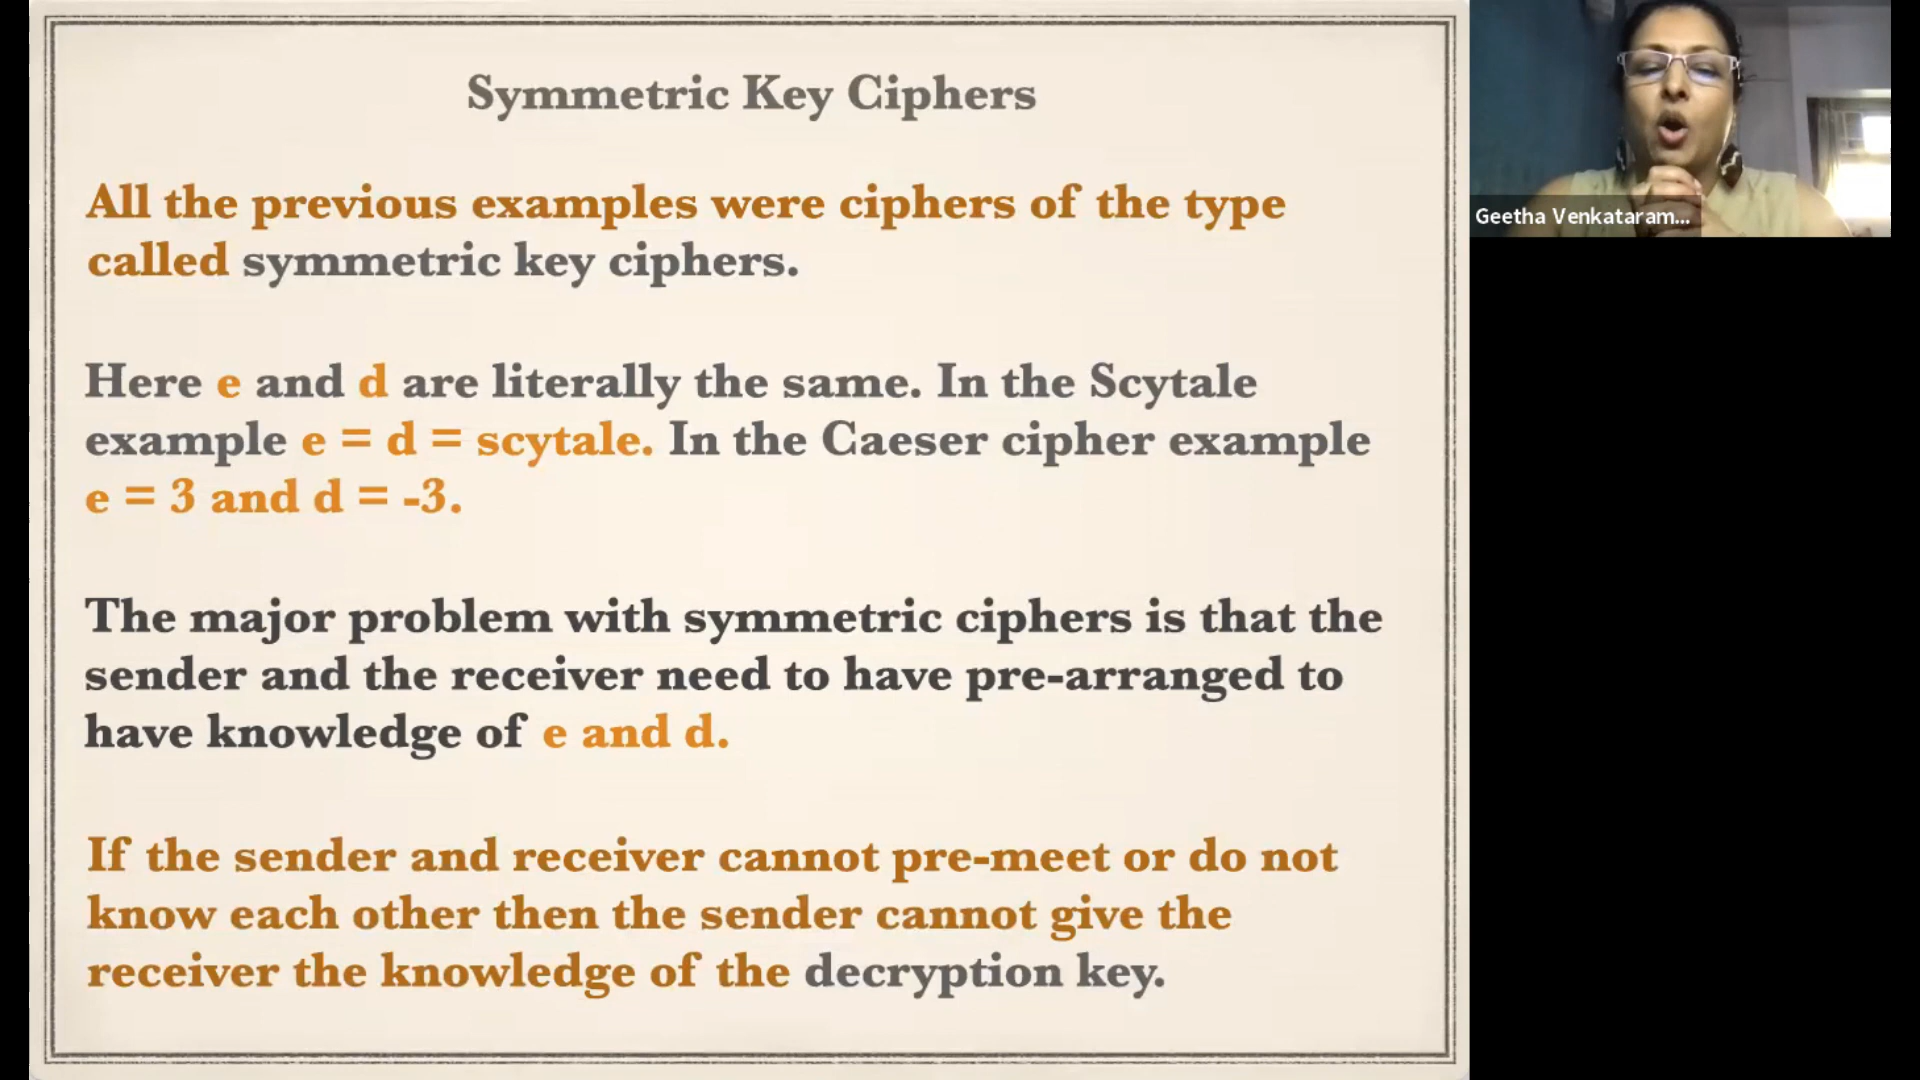 Symmetric Key Ciphers
All the previous examples were ciphers of the type
called symmetric key ciphers.
Here e and d are literally the same. In the Scytale
example e = d = scytale. In the Caeser cipher example
e = 3 and d = -3.
The major problem with symmetric ciphers is that the
sender and the receiver need to have pre-arranged to
have knowledge of e and d.
If the sender and receiver cannot pre-meet or do not
know each other then the sender cannot give the
receiver the knowledge of the decryption key.
Geetha Venkataram...